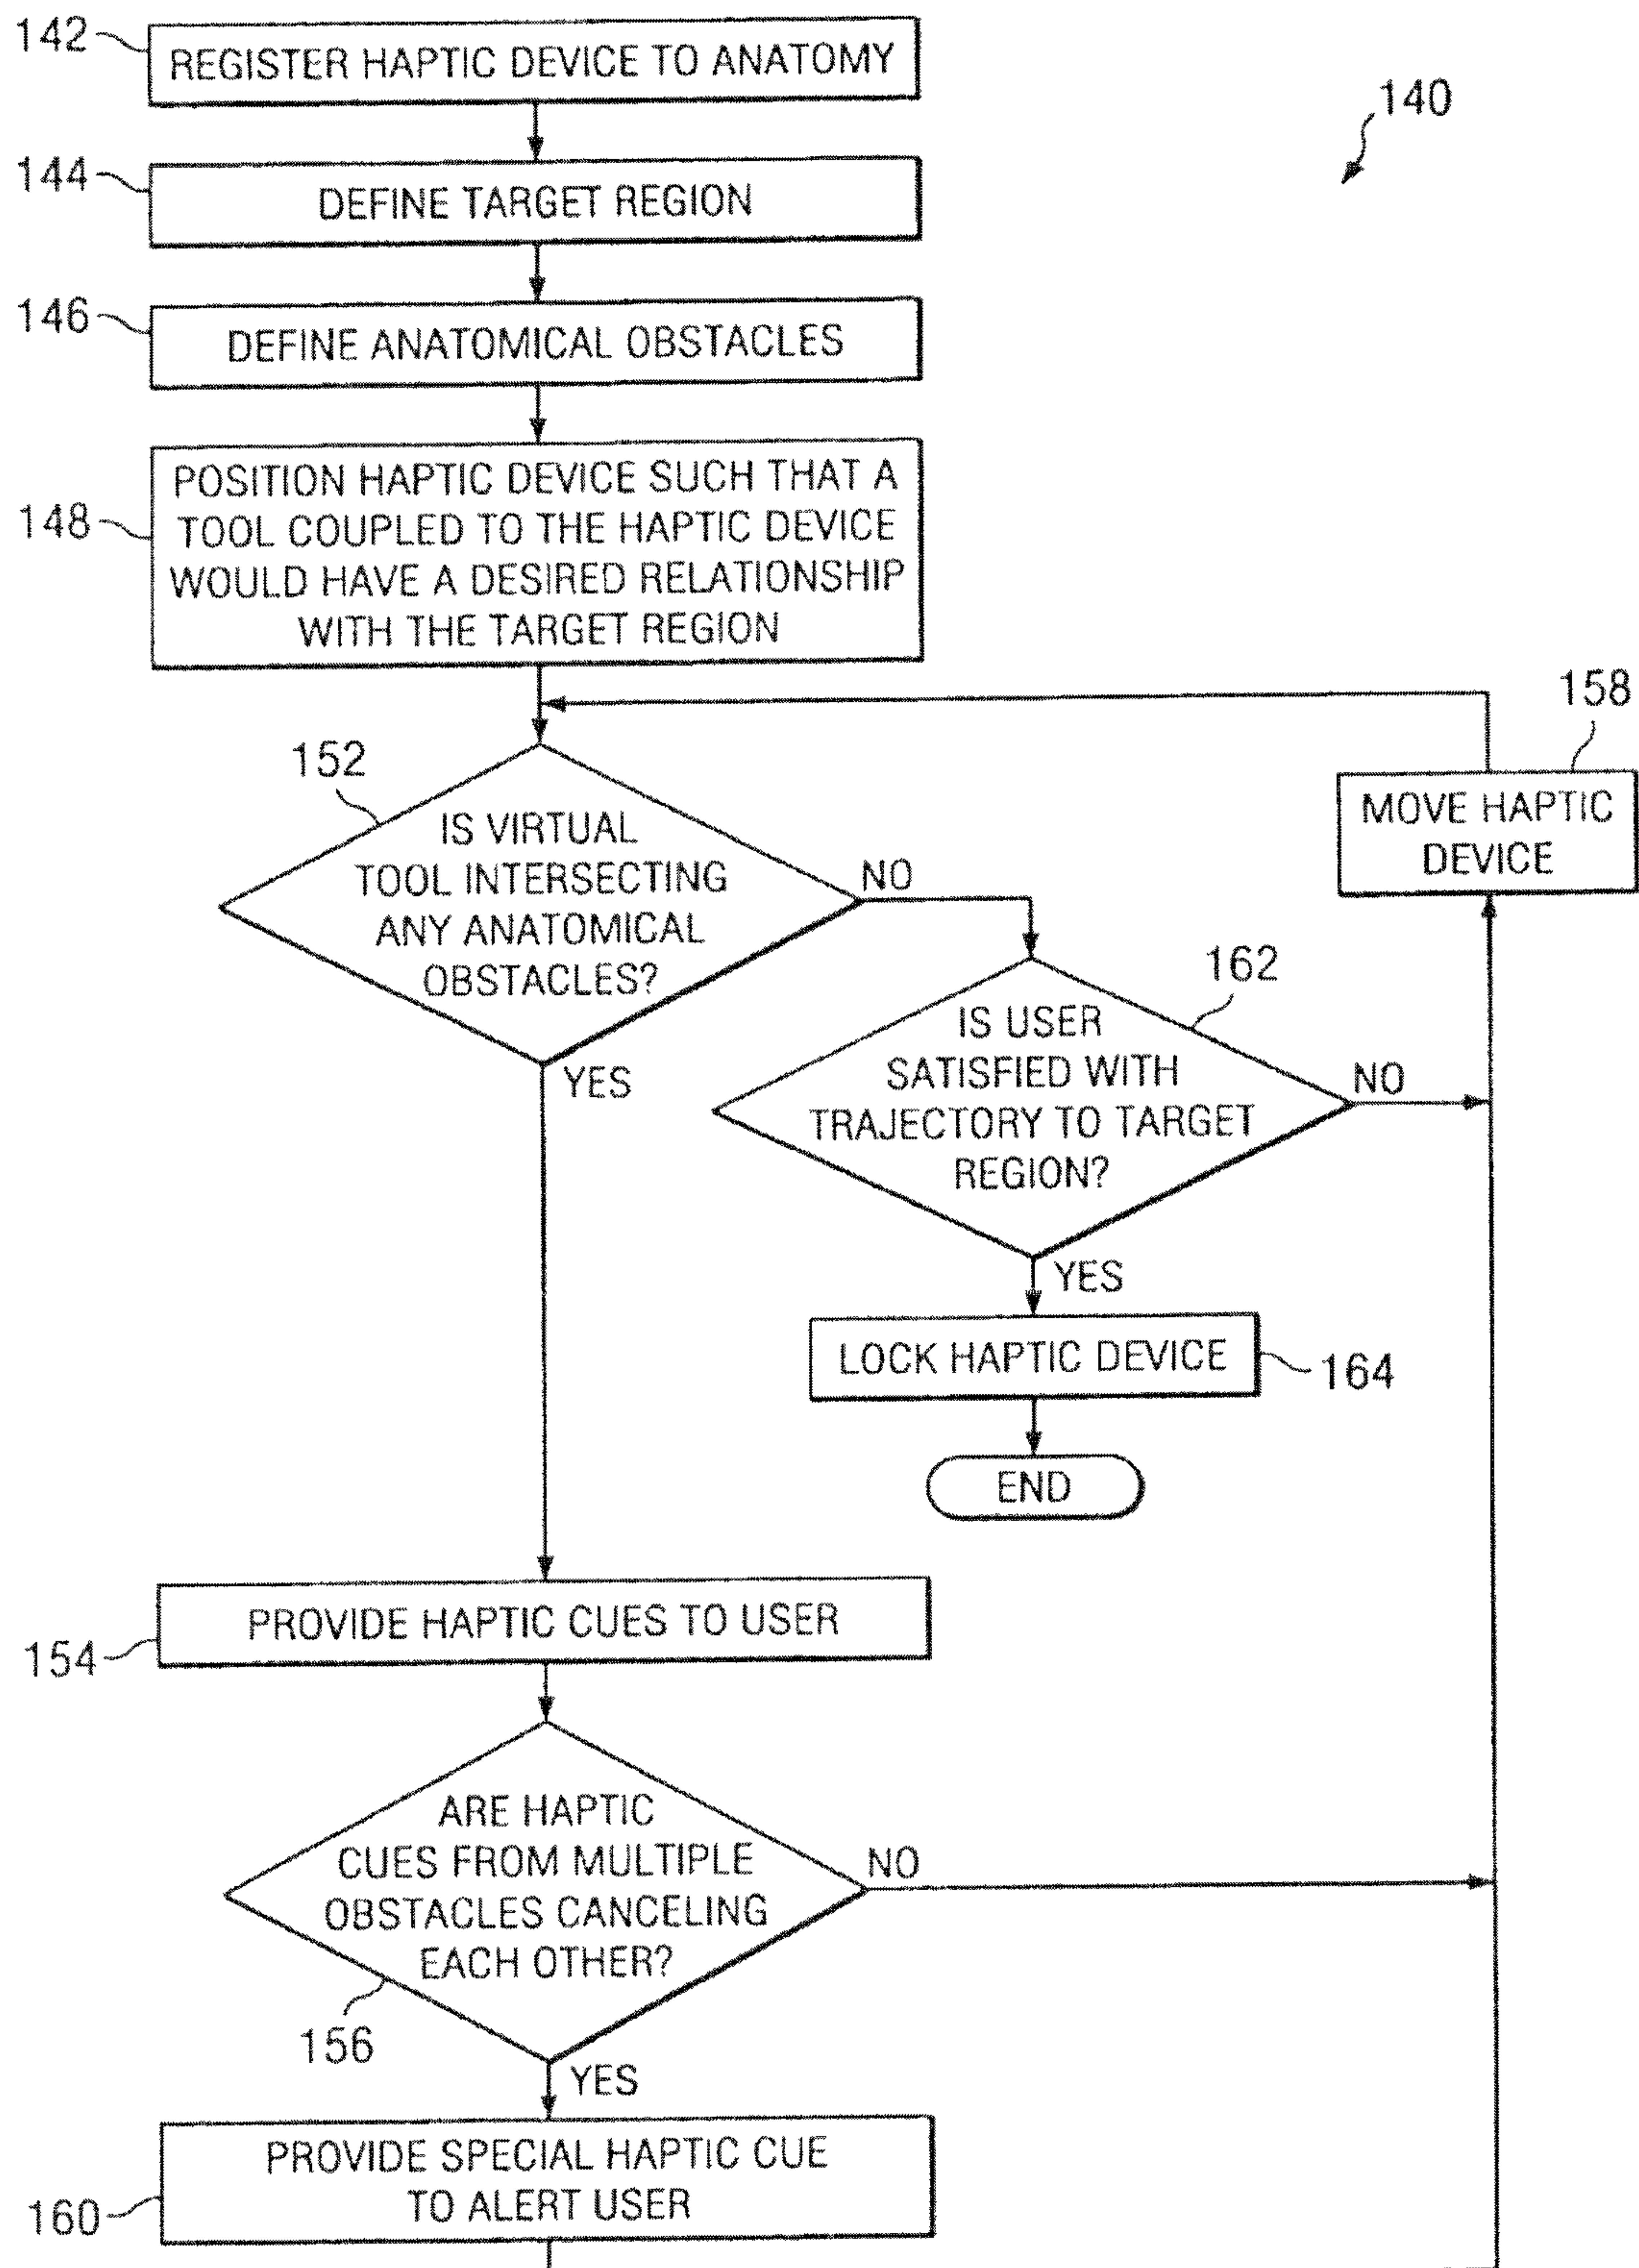 142
REGISTER HAPTIC DEVICE TO ANATOMY
140
144
DEFINE TARGET REGION
146
DEFINE ANATOMICAL OBSTACLES
148
POSITION HAPTIC DEVICE SUCH THAT A
TOOL COUPLED TO THE HAPTIC DEVICE
WOULD HAVE A DESIRED RELATIONSHIP
WITH THE TARGET REGION
158
MOVE HAPTIC
DEVICE
152
IS VIRTUAL
TOOL INTERSECTING
ANY ANATOMICAL
OBSTACLES?
NO
YES
162
IS USER
SATISFIED WITH
TRAJECTORY TO TARGET
REGION?
NO
YES
LOCK HAPTIC DEVICE
164
END
PROVIDE HAPTIC CUES TO USER
154
ARE HAPTIC
CUES FROM MULTIPLE
OBSTACLES CANCELING
EACH OTHER?
NO
156
YES
PROVIDE SPECIAL HAPTIC CUE
TO ALERT USER
160